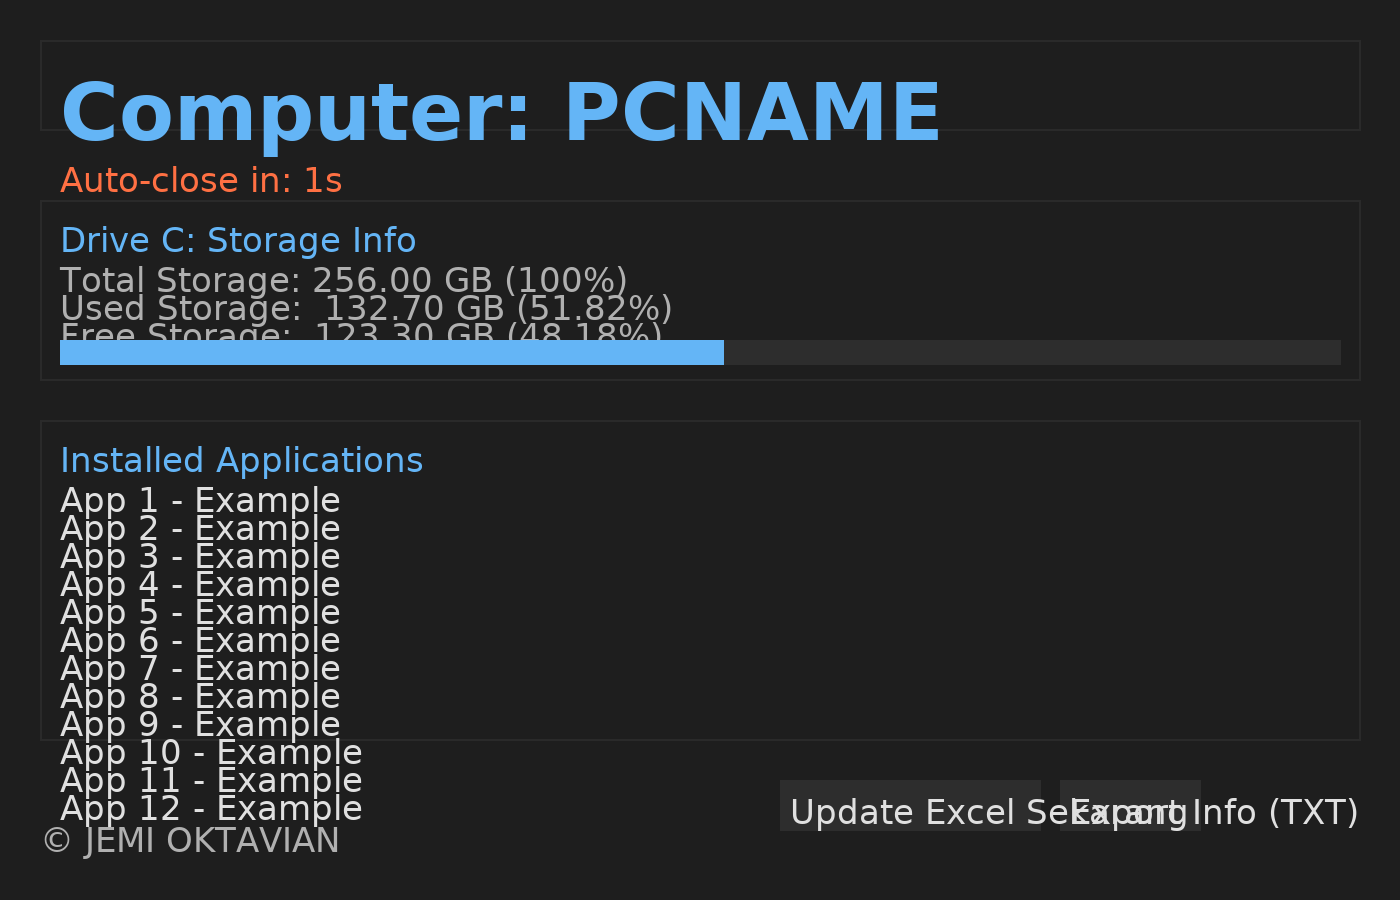 Computer: PCNAME
Auto-close in: 1s
Drive C: Storage Info
Total Storage: 256.00 GB (100%)
Used Storage:  132.70 GB (51.82%)
Free Storage:  123.30 GB (48.18%)
Installed Applications
App 1 - Example
App 2 - Example
App 3 - Example
App 4 - Example
App 5 - Example
App 6 - Example
App 7 - Example
App 8 - Example
App 9 - Example
App 10 - Example
App 11 - Example
App 12 - Example
Update Excel Sekarang
Export Info (TXT)
© JEMI OKTAVIAN